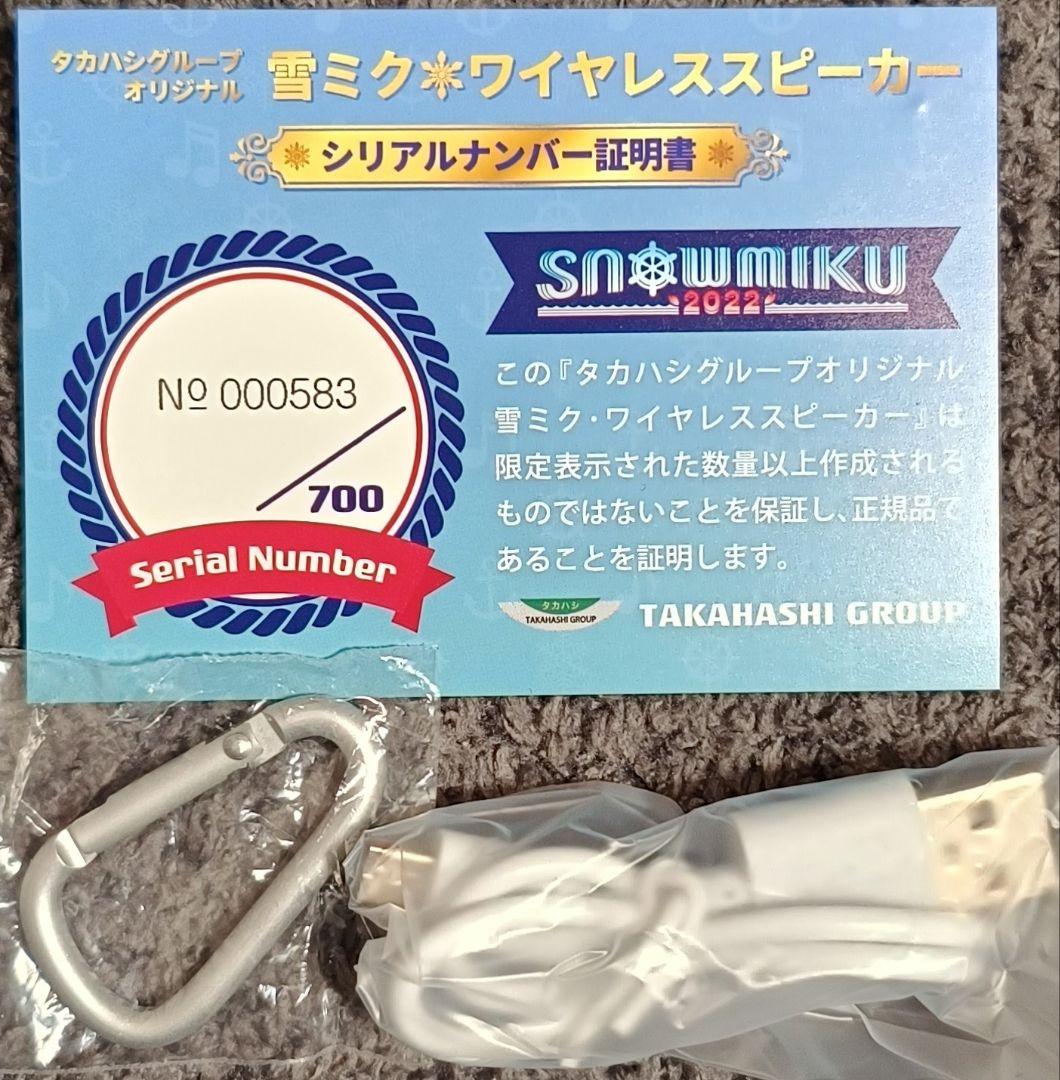 タカハシグループ
オリジナル
雪ミク✼ワイヤレススピーカー
シリアルナンバー証明書
SNOWMIKU
2022
№ 000583
700
Serial Number
この『タカハシグループオリジナル
雪ミク・ワイヤレススピーカー』は
限定表示された数量以上作成される
ものではないことを保証し、正規品で
あることを証明します。
タカハシ
TAKAHASHI GROUP
TAKAHASHI GROUP